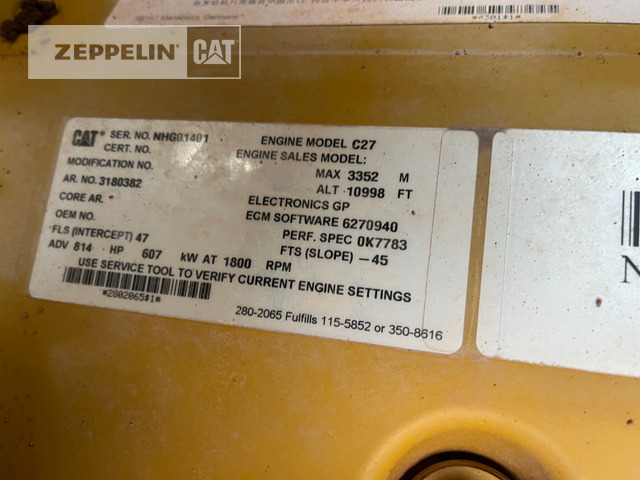 ZEPPELIN CAT
*4301$1*
CAT SER. NO. NHG01401
CERT. NO.
MODIFICATION NO.
AR. NO. 3180382
CORE AR.
OEM NO.
FLS (INTERCEPT) 47
ADV 814 HP 607 kW AT 1800 RPM
ENGINE MODEL C27
ENGINE SALES MODEL:
MAX 3352 M
ALT 10998 FT
ELECTRONICS GP
ECM SOFTWARE 6270940
PERF. SPEC 0K7783
FTS (SLOPE) -45
USE SERVICE TOOL TO VERIFY CURRENT ENGINE SETTINGS
*2802065$1*
280-2065 Fulfills 115-5852 or 350-8616
N